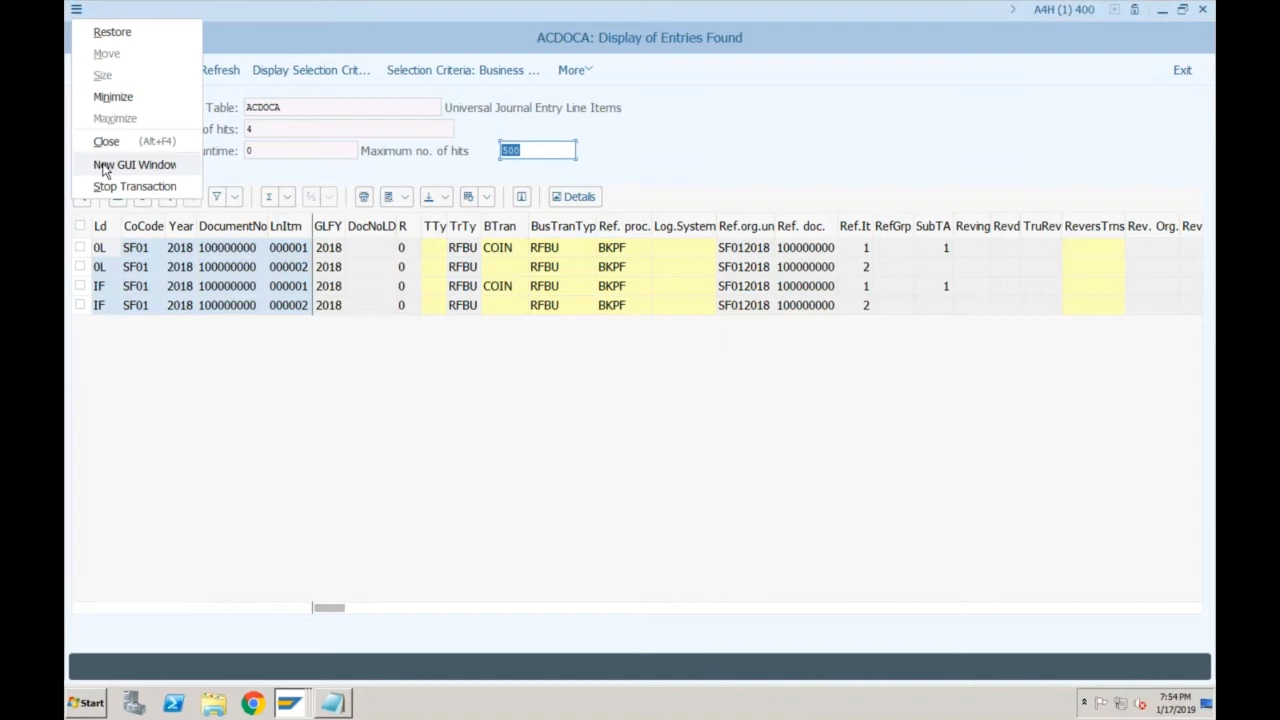 A4H (1) 400
ACDOCA: Display of Entries Found
Restore
Move
Size
Minimize
Maximize
Close (Alt+F4)
New GUI Window
Stop Transaction
Refresh Display Selection Crit... Selection Criteria: Business ... More Exit
Table: ACDOCA Universal Journal Entry Line Items
of hits: 4
untime: 0 Maximum no. of hits 500
Details
Ld CoCode Year DocumentNo LnItm GLFY DocNoLD R TTy TrTy BTran BusTranTyp Ref. proc. Log.System Ref.org.un Ref. doc. Ref.It RefGrp SubTA Reving Revd TruRev ReversTrns Rev. Org. Rev
0L SF01 2018 100000000 000001 2018 0 RFBU COIN RFBU BKPF SF012018 100000000 1 1
0L SF01 2018 100000000 000002 2018 0 RFBU RFBU BKPF SF012018 100000000 2
IF SF01 2018 100000000 000001 2018 0 RFBU COIN RFBU BKPF SF012018 100000000 1 1
IF SF01 2018 100000000 000002 2018 0 RFBU RFBU BKPF SF012018 100000000 2
Start
7:54 PM
1/17/2019